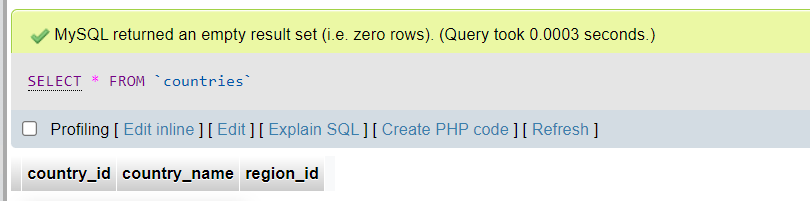 MySQL returned an empty result set (i.e. zero rows). (Query took 0.0003 seconds.)
SELECT * FROM `countries`
Profiling [ Edit inline ] [ Edit ] [ Explain SQL ] [ Create PHP code ] [ Refresh ]
country_id country_name region_id